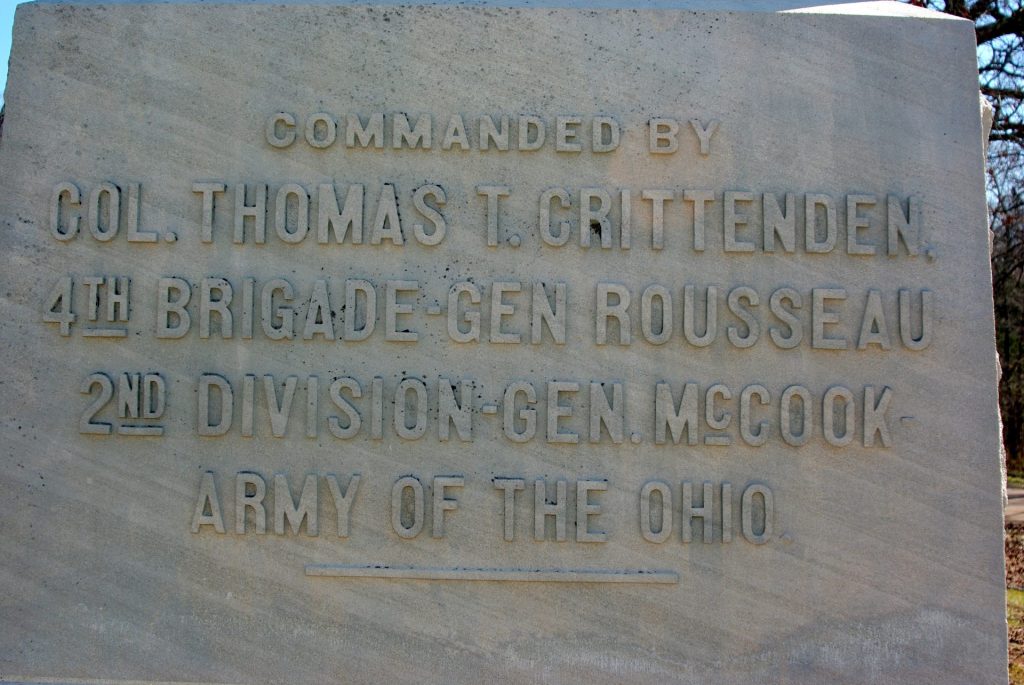 COMMANDED BY
COL. THOMAS T. CRITTENDEN,
4TH BRIGADE-GEN ROUSSEAU
2ND DIVISION-GEN. MCCOOK-
ARMY OF THE OHIO.